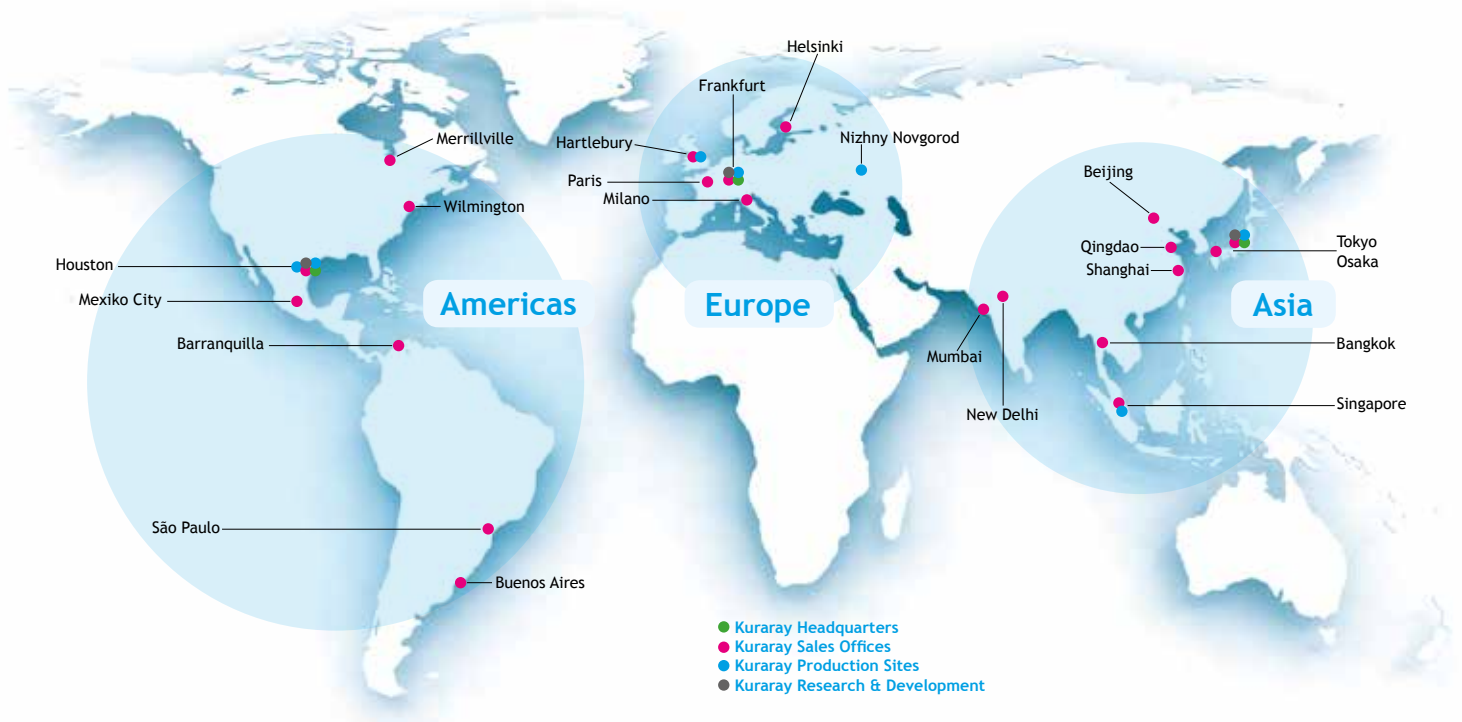 Helsinki
Frankfurt
Merrillville
Hartlebury
Nizhny Novgorod
Paris
Milano
Beijing
Wilmington
Qingdao
Tokyo
Osaka
Houston
Shanghai
Mexiko City
Americas
Europe
Asia
Barranquilla
Mumbai
Bangkok
New Delhi
Singapore
São Paulo
Buenos Aires
Kuraray Headquarters
Kuraray Sales Offices
Kuraray Production Sites
Kuraray Research & Development